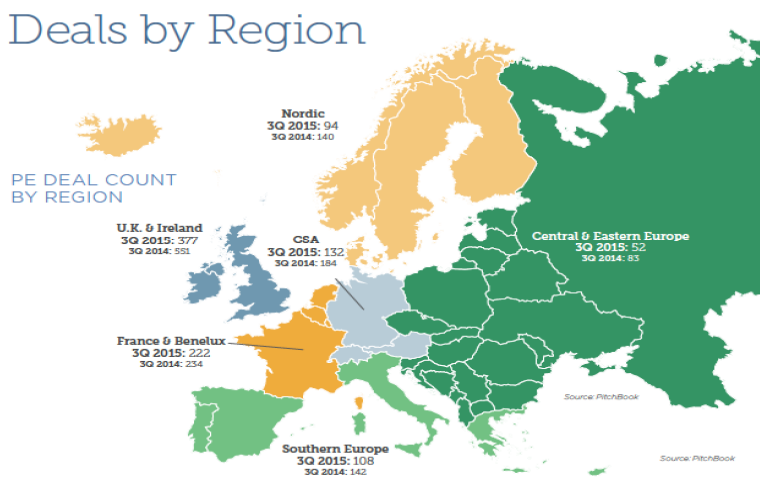 Deals by Region
Nordic
3Q 2015: 94
3Q 2014: 140
PE DEAL COUNT
BY REGION
U.K. & Ireland
3Q 2015: 377
3Q 2014: 551
CSA
3Q 2015: 132
3Q 2014: 184
Central & Eastern Europe
3Q 2015: 52
3Q 2014: 83
France & Benelux
3Q 2015: 222
3Q 2014: 234
Source: PitchBook
Southern Europe
3Q 2015: 108
3Q 2014: 142
Source: PitchBook